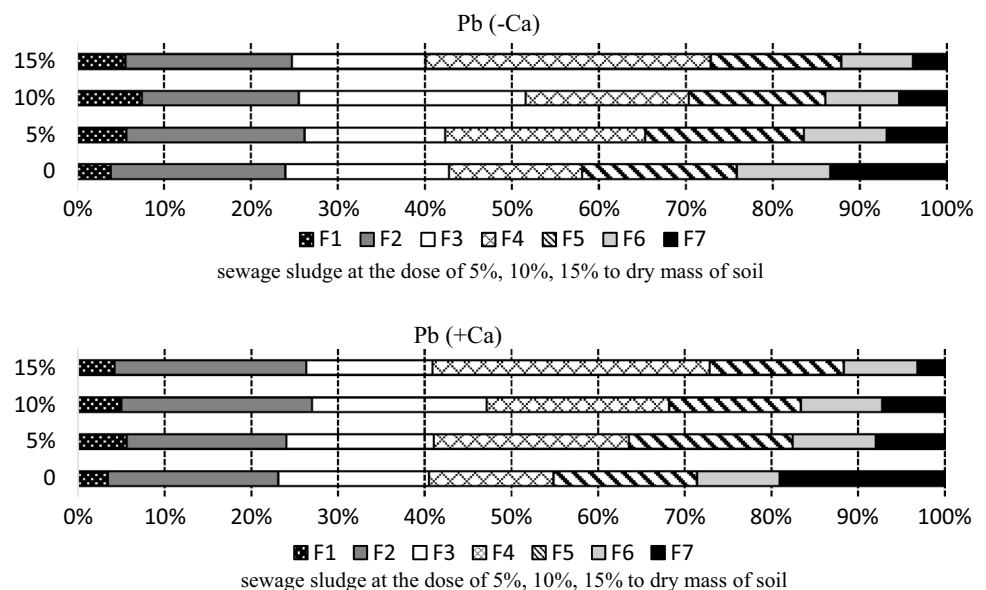 Pb (-Ca)
15%
10%
5%
0
0% 10% 20% 30% 40% 50% 60% 70% 80% 90% 100%
F1 F2 F3 F4 F5 F6 F7
sewage sludge at the dose of 5%, 10%, 15% to dry mass of soil
Pb (+Ca)
15%
10%
5%
0
0% 10% 20% 30% 40% 50% 60% 70% 80% 90% 100%
F1 F2 F3 F4 F5 F6 F7
sewage sludge at the dose of 5%, 10%, 15% to dry mass of soil